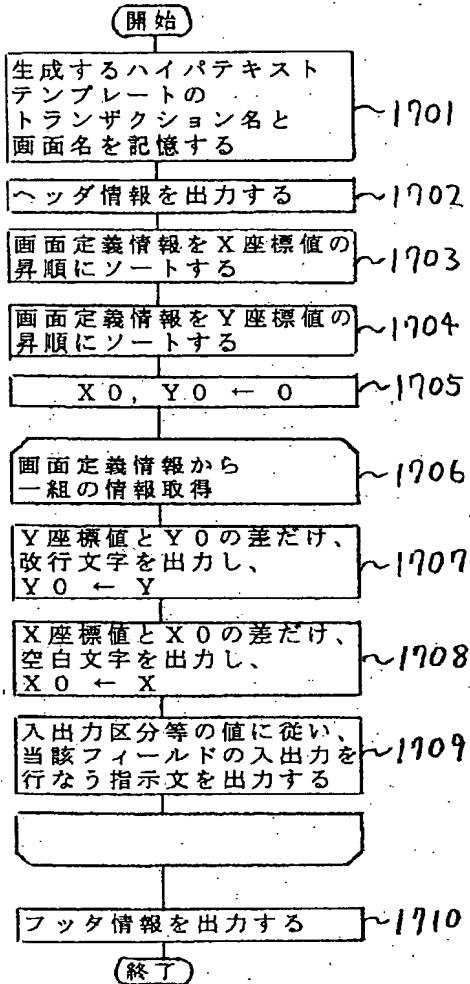 開始
生成するハイパテキスト
テンプレートの
トランザクション名と
画面名を記憶する
~1701
ヘッダ情報を出力する
~1702
画面定義情報をX座標値の
昇順にソートする
~1703
画面定義情報をY座標値の
昇順にソートする
~1704
X0, Y0 ← 0
~1705
画面定義情報から
一組の情報取得
~1706
Y座標値とY0の差だけ、
改行文字を出力し、
Y0 ← Y
~1707
X座標値とX0の差だけ、
空白文字を出力し、
X0 ← X
~1708
入出力区分等の値に従い、
当該フィールドの入出力を
行なう指示文を出力する
~1709
フッダ情報を出力する
~1710
終了